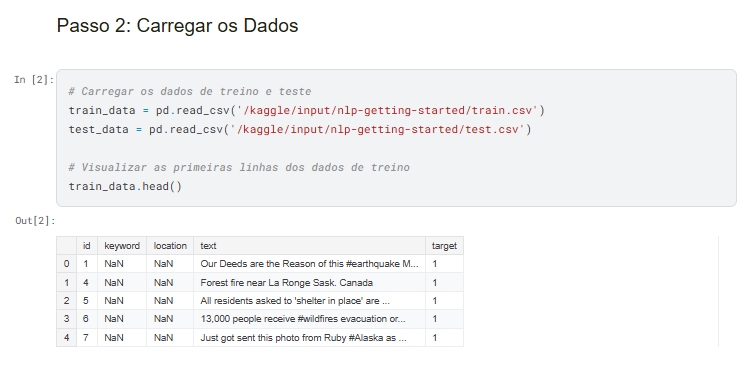 Passo 2: Carregar os Dados
In [2]:
# Carregar os dados de treino e teste
train_data = pd.read_csv('/kaggle/input/nlp-getting-started/train.csv')
test_data = pd.read_csv('/kaggle/input/nlp-getting-started/test.csv')
# Visualizar as primeiras linhas dos dados de treino
train_data.head()
Out[2]:
id keyword location text target
0 1 NaN NaN Our Deeds are the Reason of this #earthquake M... 1
1 4 NaN NaN Forest fire near La Ronge Sask. Canada 1
2 5 NaN NaN All residents asked to 'shelter in place' are ... 1
3 6 NaN NaN 13,000 people receive #wildfires evacuation or... 1
4 7 NaN NaN Just got sent this photo from Ruby #Alaska as ... 1